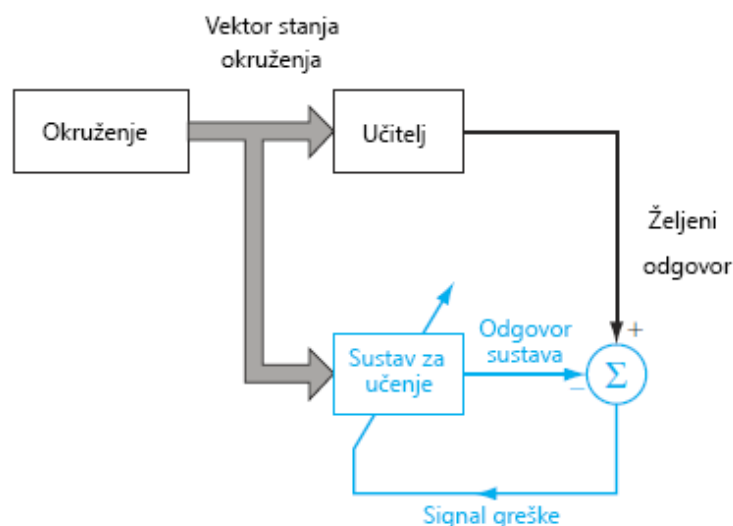 Vektor stanja
okruženja
Okruženje
Učitelj
Željeni
odgovor
+
Odgovor
sustava
Sustav za
učenje
−
Σ
Signal greške